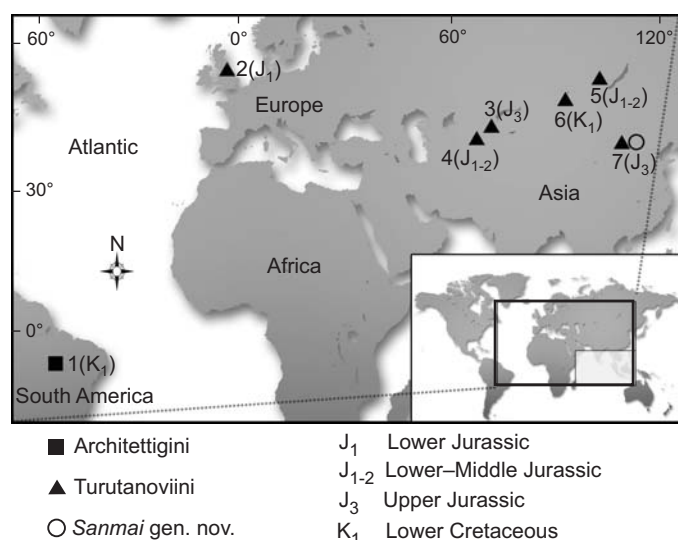 60° 0° 60° 120°
2(J₁)
Europe
5(J₁₋₂)
3(J₃)
6(K₁)
Atlantic
4(J₁₋₂)
7(J₃)
30°
Asia
N
Africa
0°
1(K₁)
South America
■ Architettigini
▲ Turutanoviini
○ Sanmai gen. nov.
J₁ Lower Jurassic
J₁₋₂ Lower–Middle Jurassic
J₃ Upper Jurassic
K₁ Lower Cretaceous